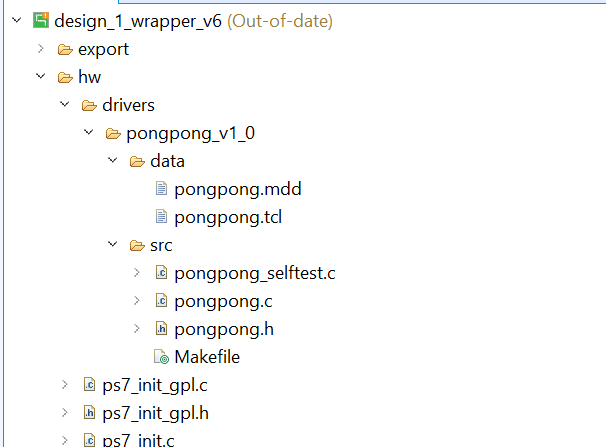 design_1_wrapper_v6 (Out-of-date)
export
hw
drivers
pongpong_v1_0
data
pongpong.mdd
pongpong.tcl
src
pongpong_selftest.c
pongpong.c
pongpong.h
Makefile
ps7_init_gpl.c
ps7_init_gpl.h
ps7_init.c